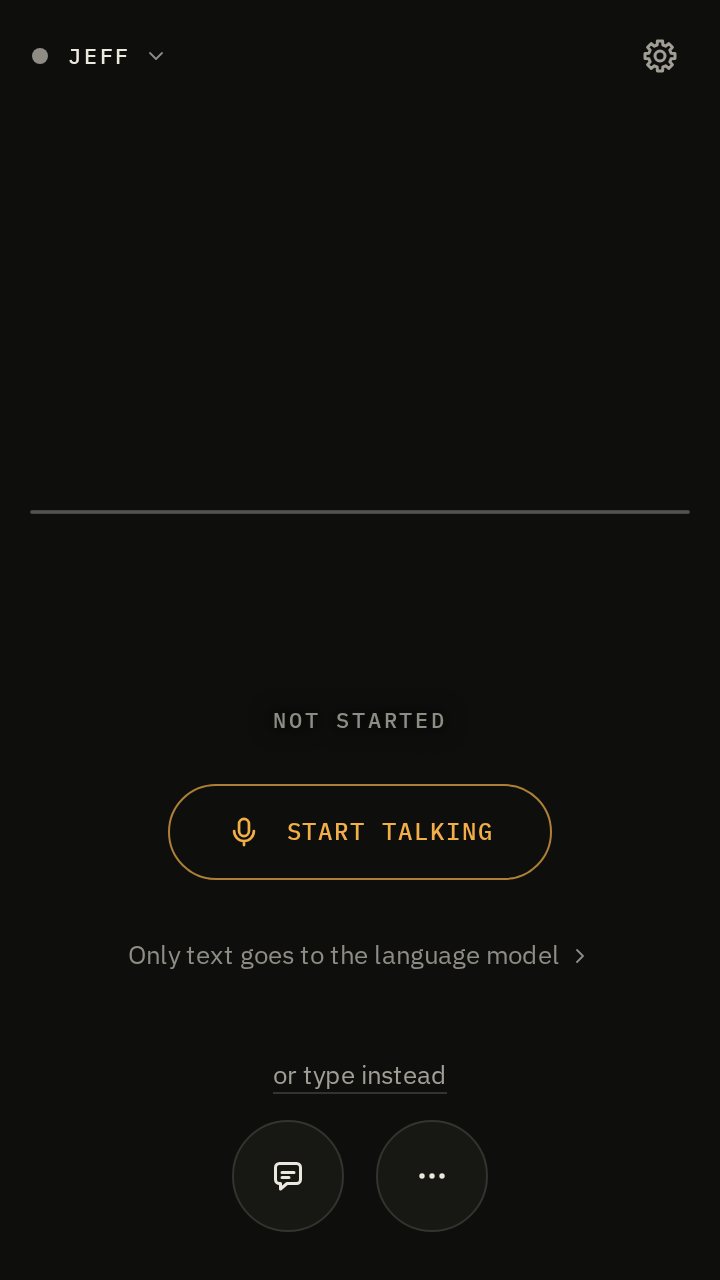 JEFF
NOT STARTED
START TALKING
Only text goes to the language model
or type instead